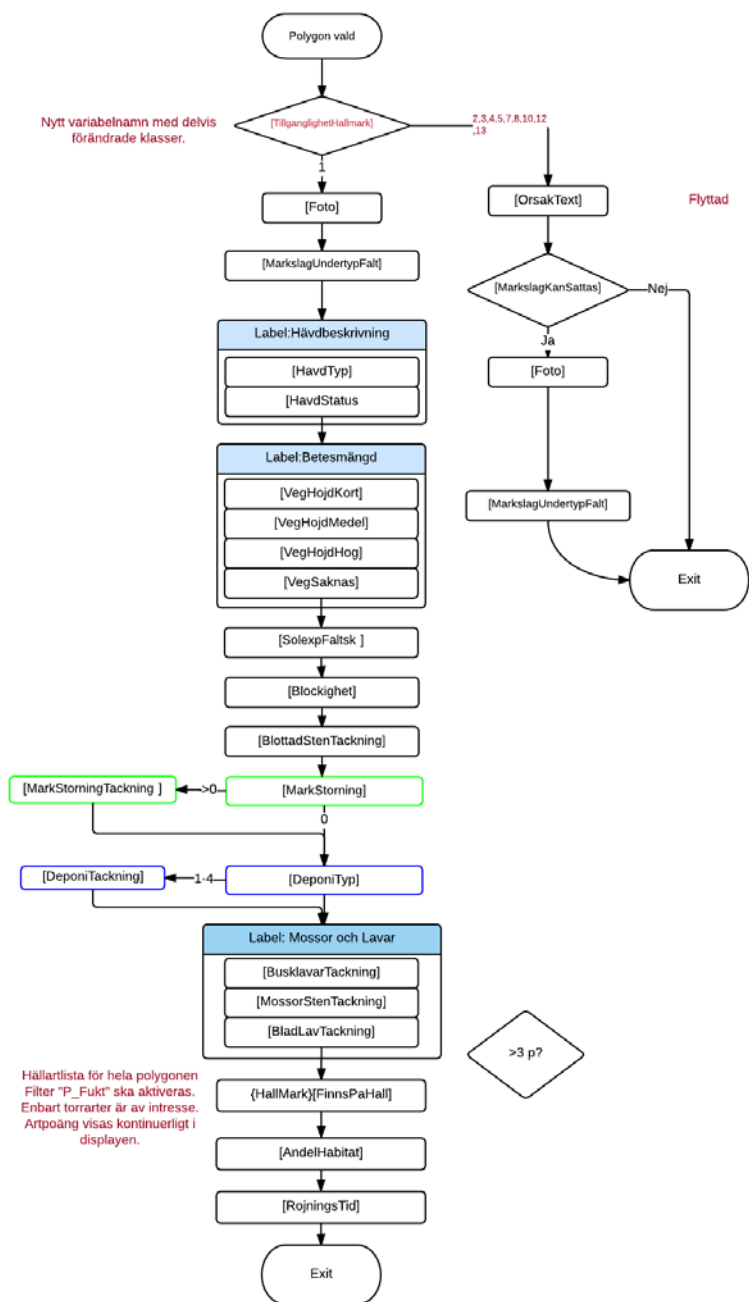 Polygon vald
Nytt variabelnamn med delvis
förändrade klasser.
[TillganglighetHallmark]
2,3,4,5,7,8,10,12
,13
1
[Foto]
[OrsakText]
Flyttad
[MarkslagUndertypFalt]
[MarkslagKanSattas]
Nej
Ja
Label:Hävdbeskrivning
[HavdTyp]
[HavdStatus
[Foto]
Label:Betesmängd
[VegHojdKort]
[VegHojdMedel]
[VegHojdHog]
[VegSaknas]
[MarkslagUndertypFalt]
Exit
[SolexpFaltsk ]
[Blockighet]
[BlottadStenTackning]
[MarkStorningTackning ]
>0
[MarkStorning]
0
[DeponiTackning]
1-4
[DeponiTyp]
Label: Mossor och Lavar
[BusklavarTackning]
[MossorStenTackning]
[BladLavTackning]
>3 p?
Hällartlista för hela polygonen
Filter "P_Fukt" ska aktiveras.
Enbart torrarter är av intresse.
Artpoäng visas kontinuerligt i
displayen.
{HallMark}[FinnsPaHall]
[AndelHabitat]
[RojningsTid]
Exit